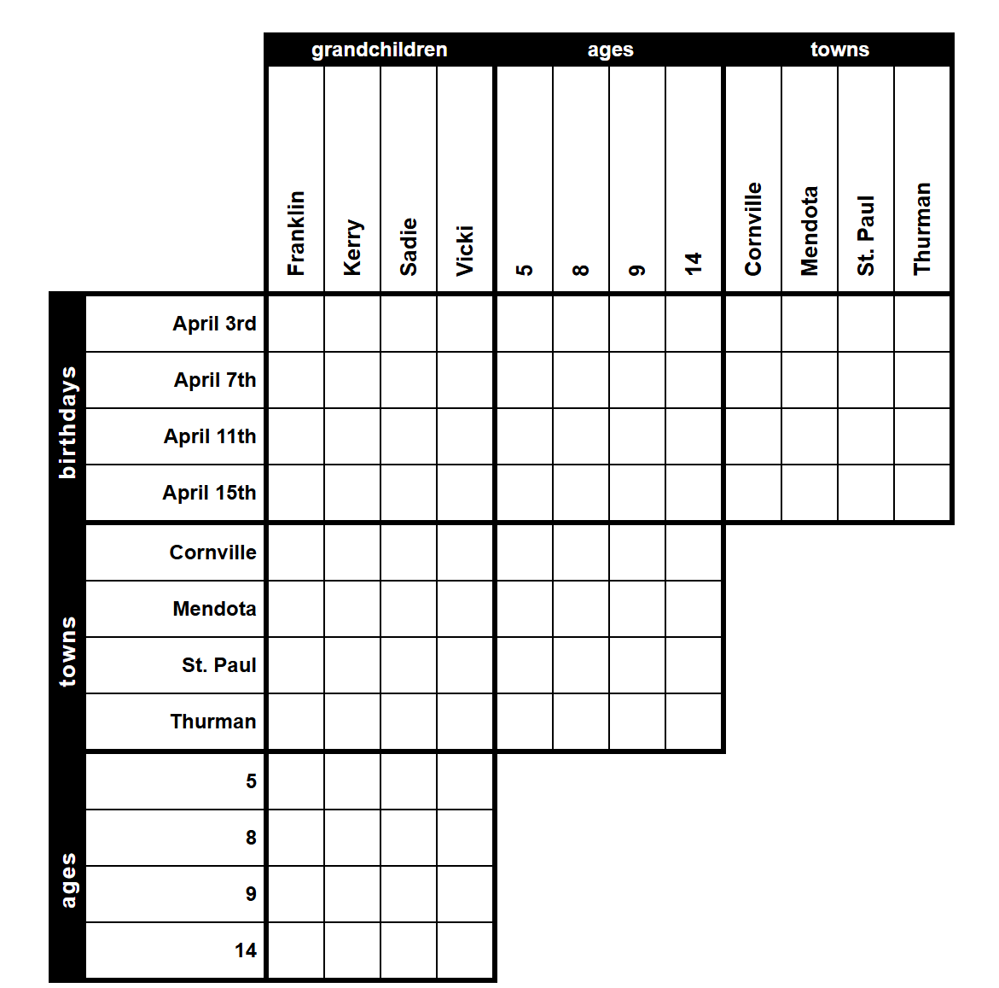 grandchildren ages towns
Franklin Kerry Sadie Vicki 5 8 9 14 Cornville Mendota St. Paul Thurman
birthdays
April 3rd
April 7th
April 11th
April 15th
towns
Cornville
Mendota
St. Paul
Thurman
ages
5
8
9
14